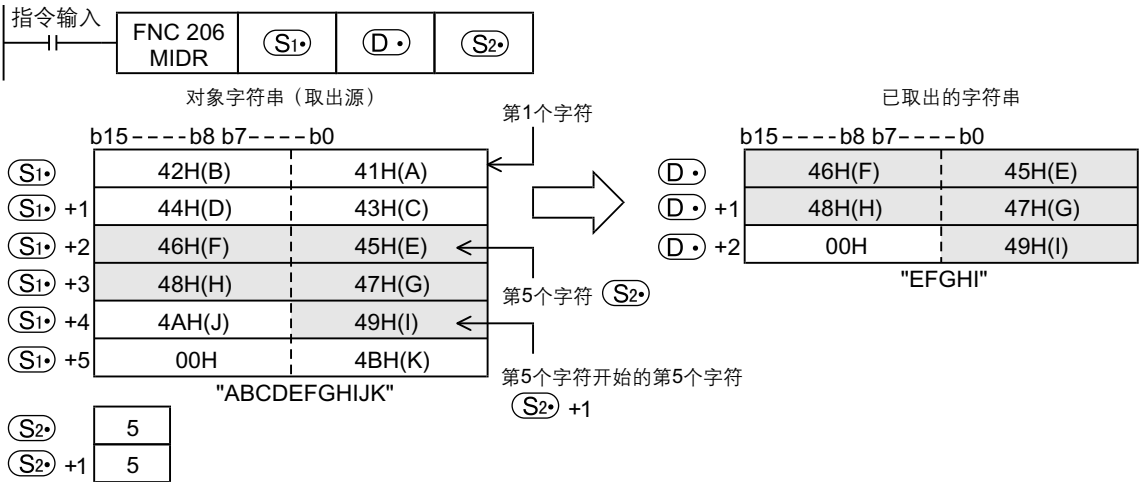 指令输入
FNC 206 MIDR S1• D• S2•
对象字符串（取出源）
b15----b8 b7----b0
第1个字符
S1• 42H(B) 41H(A)
S1• +1 44H(D) 43H(C)
S1• +2 46H(F) 45H(E)
S1• +3 48H(H) 47H(G)
第5个字符 S2•
S1• +4 4AH(J) 49H(I)
S1• +5 00H 4BH(K)
第5个字符开始的第5个字符
S2• +1
"ABCDEFGHIJK"
S2• 5
S2• +1 5
已取出的字符串
b15----b8 b7----b0
D• 46H(F) 45H(E)
D• +1 48H(H) 47H(G)
D• +2 00H 49H(I)
"EFGHI"